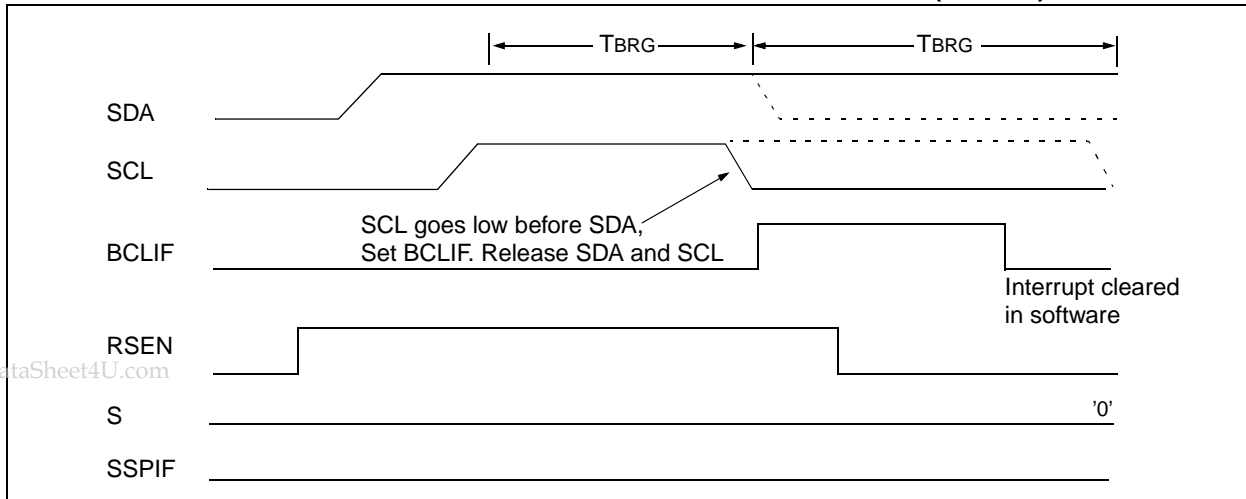 TBRG TBRG
SDA
SCL
SCL goes low before SDA,
Set BCLIF. Release SDA and SCL
BCLIF
Interrupt cleared
in software
RSEN
ataSheet4U.com
S '0'
SSPIF